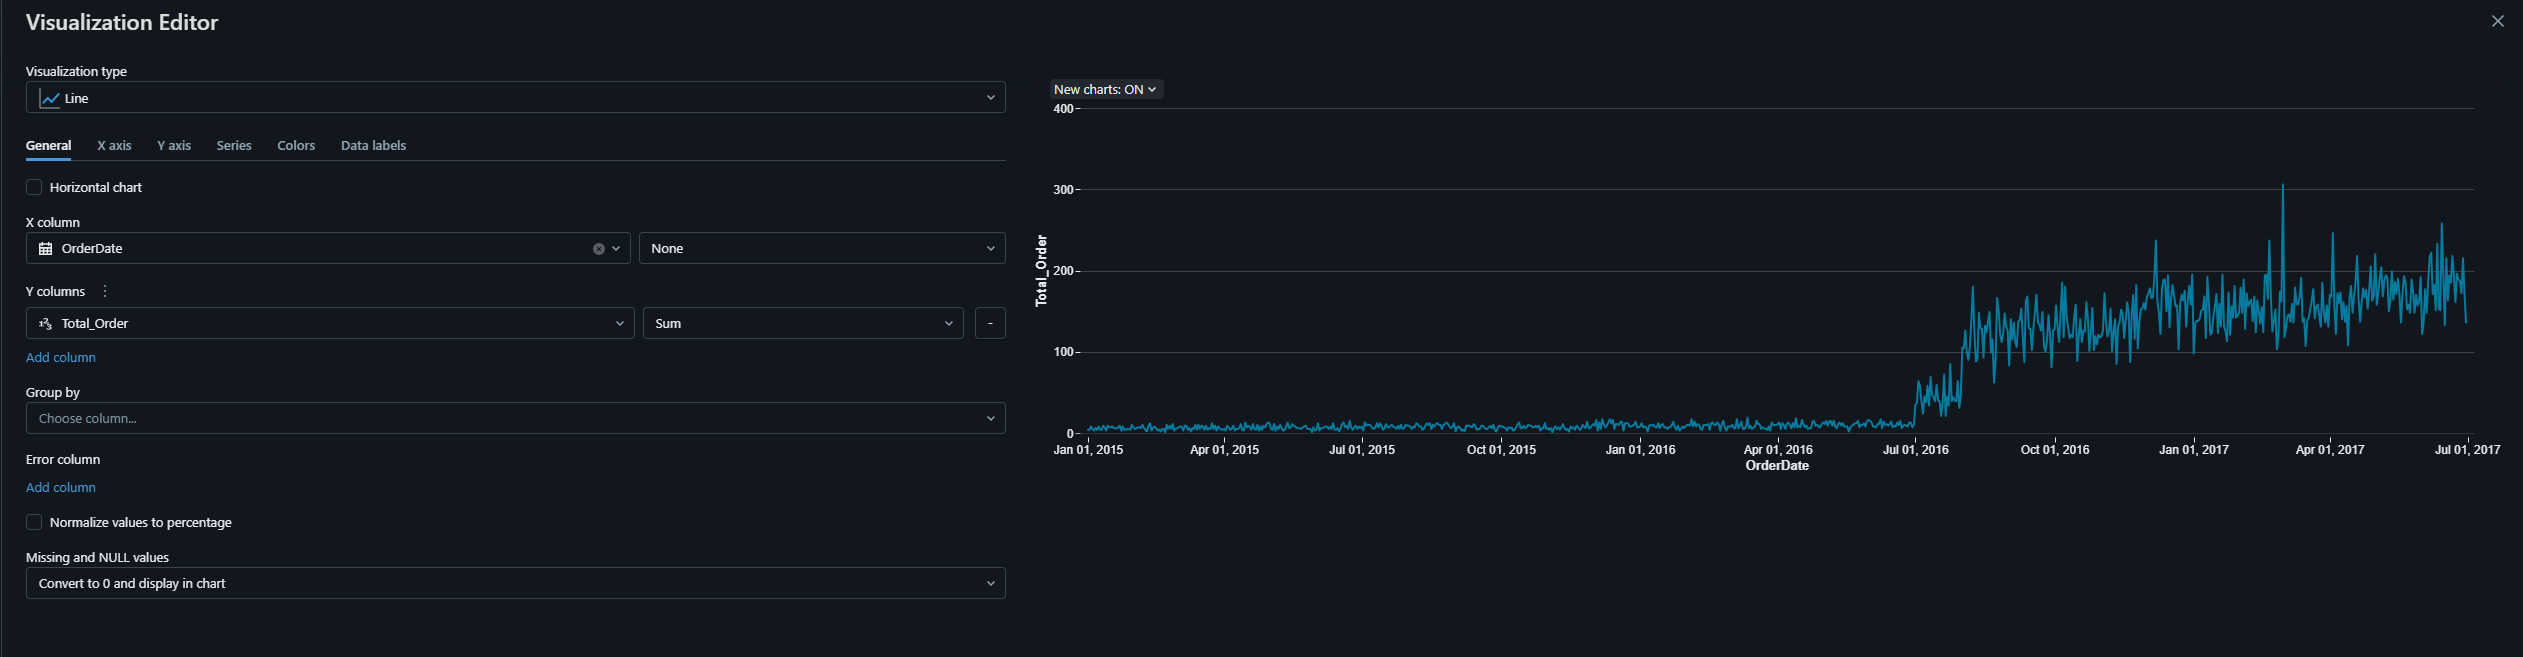 Visualization Editor
Visualization type
Line
General X axis Y axis Series Colors Data labels
Horizontal chart
X column
OrderDate None
Y columns
Total_Order Sum -
Add column
Group by
Choose column...
Error column
Add column
Normalize values to percentage
Missing and NULL values
Convert to 0 and display in chart
New charts: ON
400
300
200
100
0
Total_Order
Jan 01, 2015 Apr 01, 2015 Jul 01, 2015 Oct 01, 2015 Jan 01, 2016 Apr 01, 2016 Jul 01, 2016 Oct 01, 2016 Jan 01, 2017 Apr 01, 2017 Jul 01, 2017
OrderDate